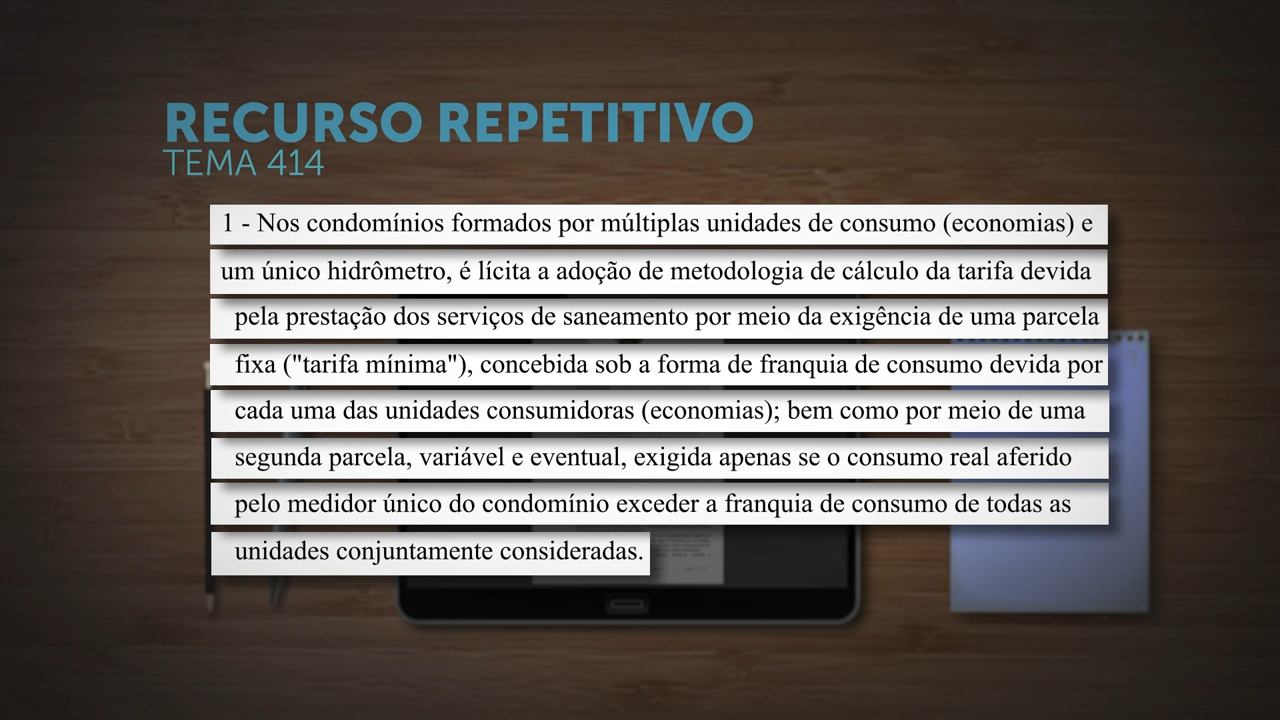 RECURSO REPETITIVO
TEMA 414
1 - Nos condomínios formados por múltiplas unidades de consumo (economias) e
um único hidrômetro, é lícita a adoção de metodologia de cálculo da tarifa devida
pela prestação dos serviços de saneamento por meio da exigência de uma parcela
fixa ("tarifa mínima"), concebida sob a forma de franquia de consumo devida por
cada uma das unidades consumidoras (economias); bem como por meio de uma
segunda parcela, variável e eventual, exigida apenas se o consumo real aferido
pelo medidor único do condomínio exceder a franquia de consumo de todas as
unidades conjuntamente consideradas.